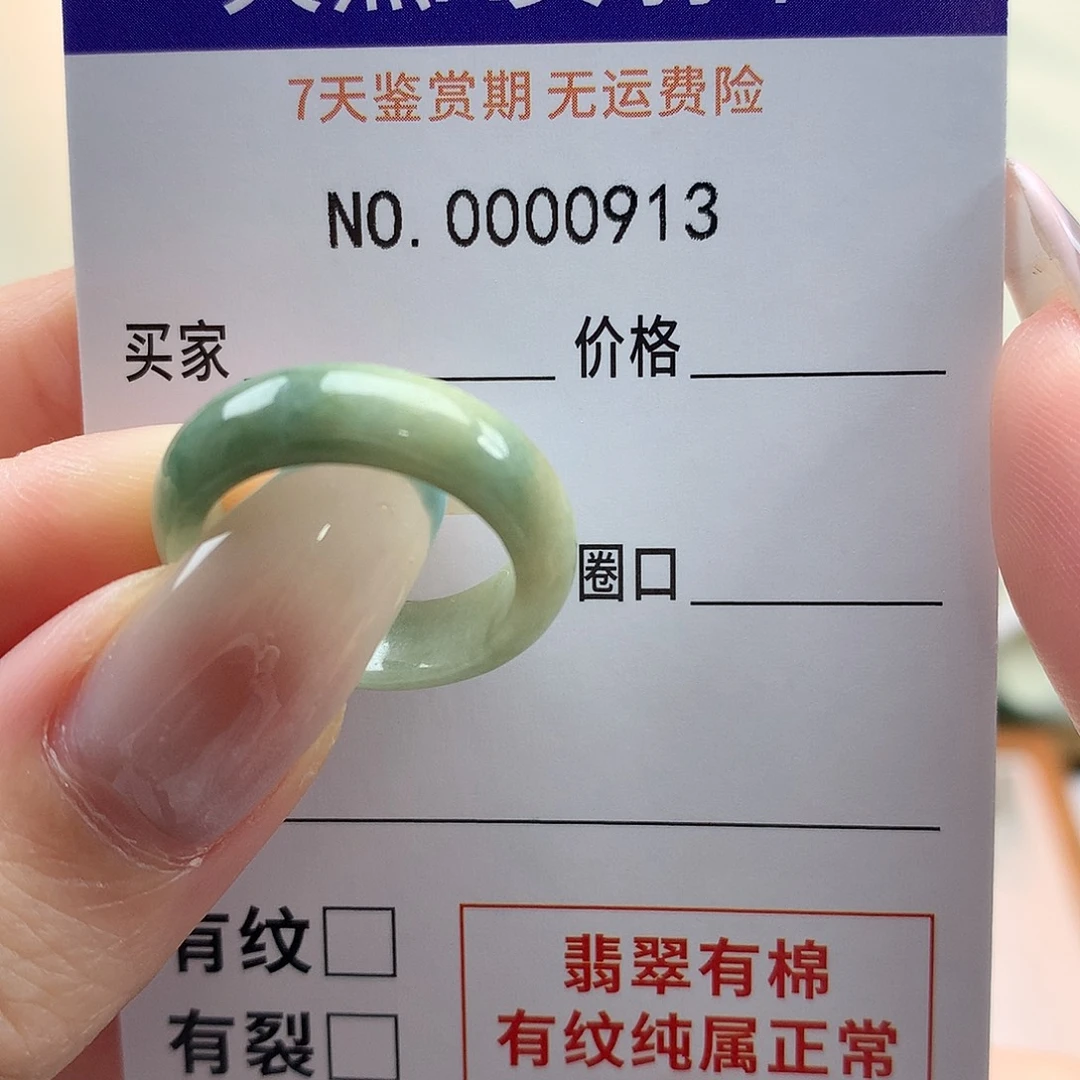 7天鉴赏期 无运费险
NO. 0000913
买家 价格
圈口
有纹
有裂
翡翠有棉
有纹纯属正常